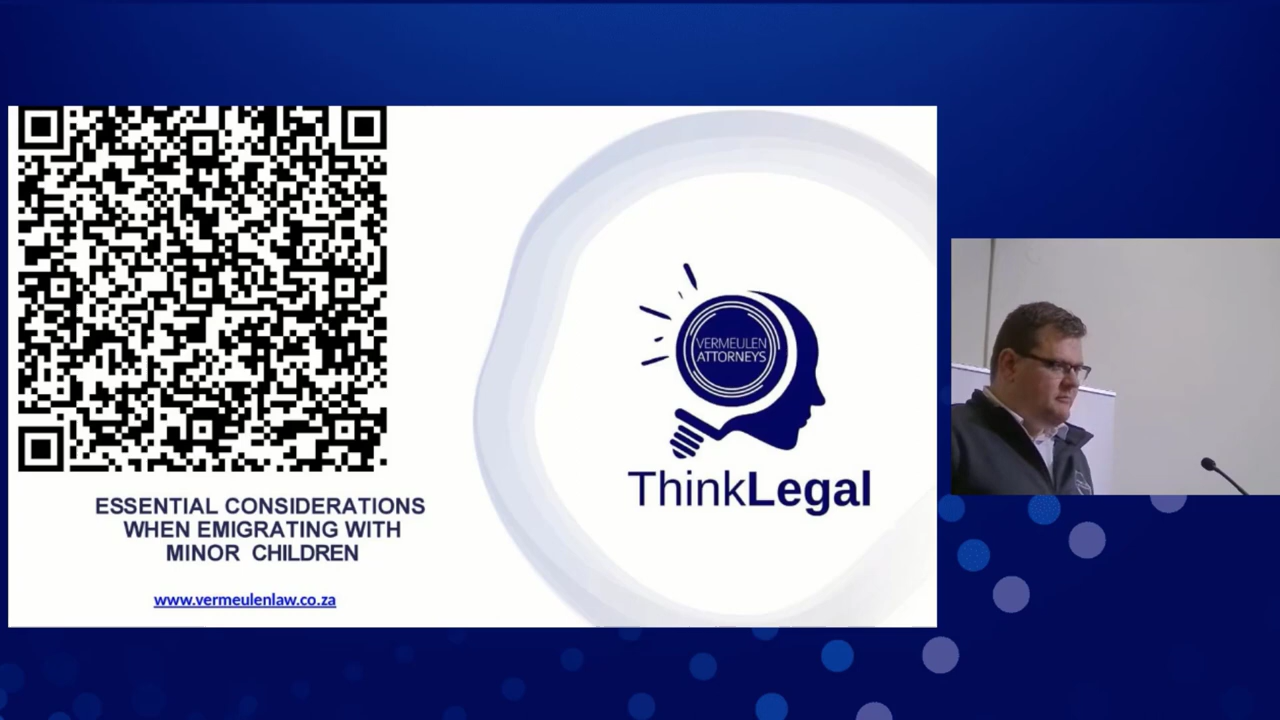 VERMEULEN
ATTORNEYS
ThinkLegal
ESSENTIAL CONSIDERATIONS
WHEN EMIGRATING WITH
MINOR CHILDREN
www.vermeulenlaw.co.za